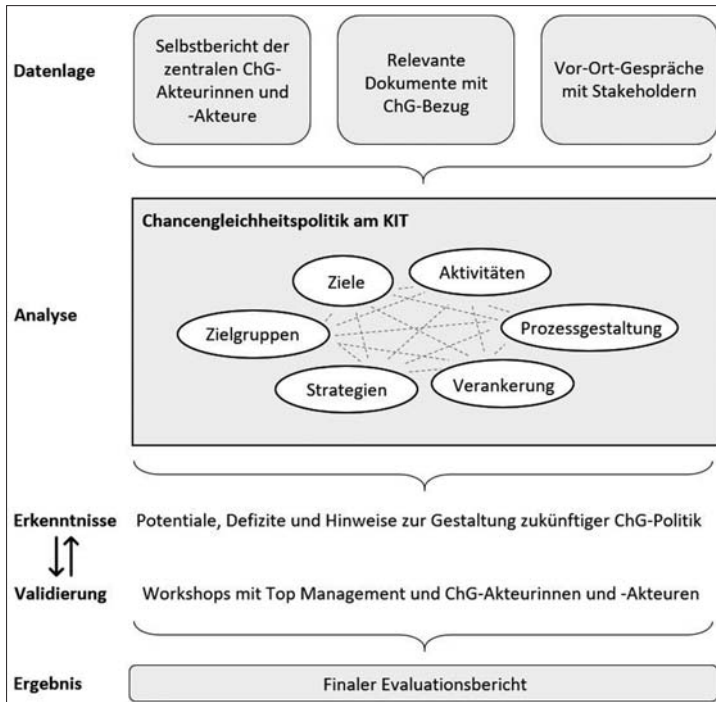 Datenlage
Selbstbericht der
zentralen ChG-
Akteurinnen und
-Akteure
Relevante
Dokumente mit
ChG-Bezug
Vor-Ort-Gespräche
mit Stakeholdern
Analyse
Chancengleichheitspolitik am KIT
Ziele
Aktivitäten
Zielgruppen
Prozessgestaltung
Strategien
Verankerung
Erkenntnisse
Potentiale, Defizite und Hinweise zur Gestaltung zukünftiger ChG-Politik
Validierung
Workshops mit Top Management und ChG-Akteurinnen und -Akteuren
Ergebnis
Finaler Evaluationsbericht